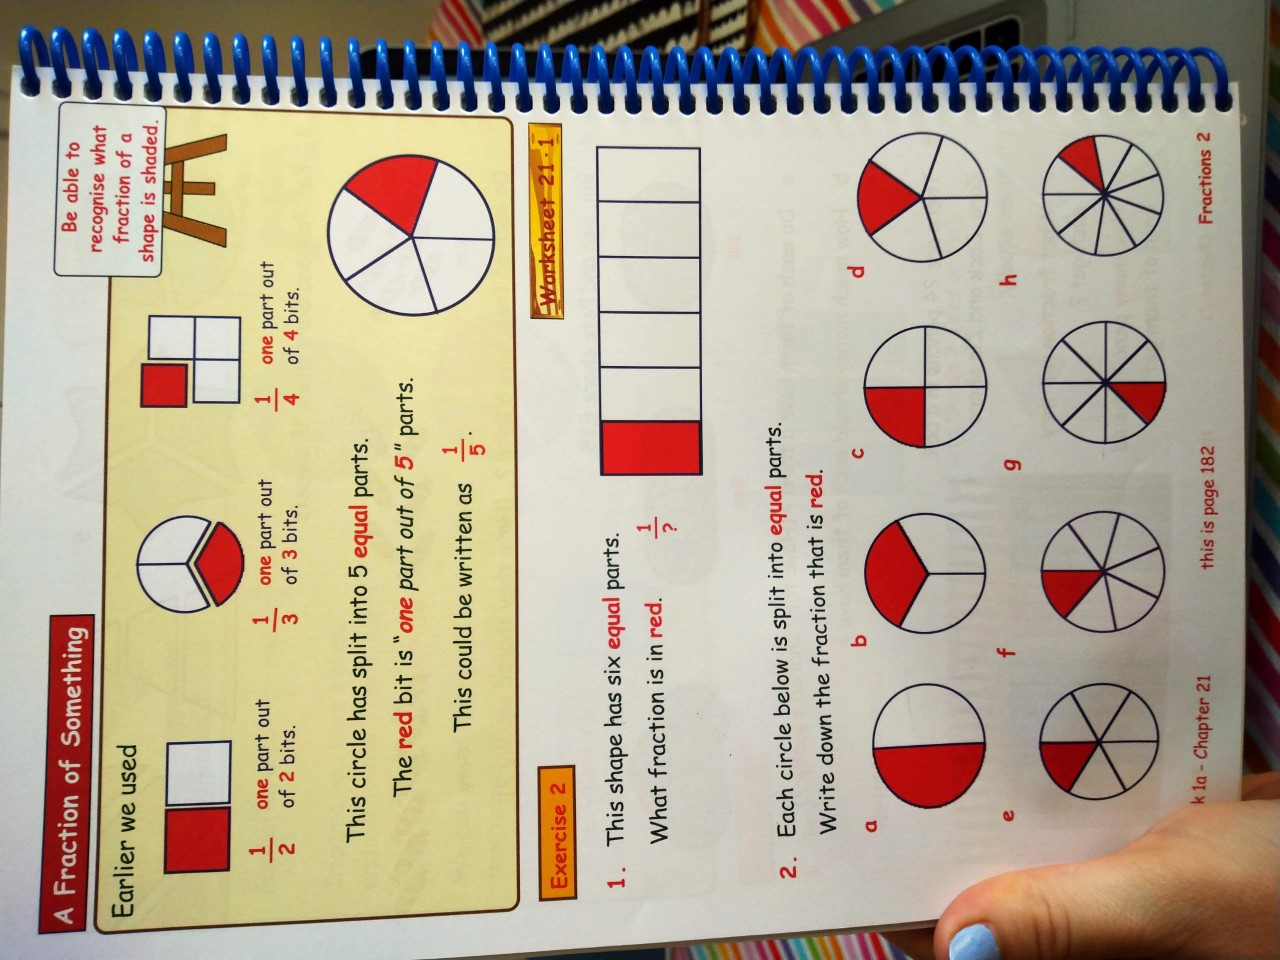 A Fraction of Something
Be able to
recognise what
fraction of a
shape is shaded.
Earlier we used
1/2 one part out
of 2 bits.
1/3 one part out
of 3 bits.
1/4 one part out
of 4 bits.
This circle has split into 5 equal parts.
The red bit is "one part out of 5" parts.
This could be written as 1/5.
Exercise 2
Worksheet 21·1
1. This shape has six equal parts.
What fraction is in red. 1/?
2. Each circle below is split into equal parts.
Write down the fraction that is red.
a b c d
e f g h
k 1a - Chapter 21 this is page 182 Fractions 2